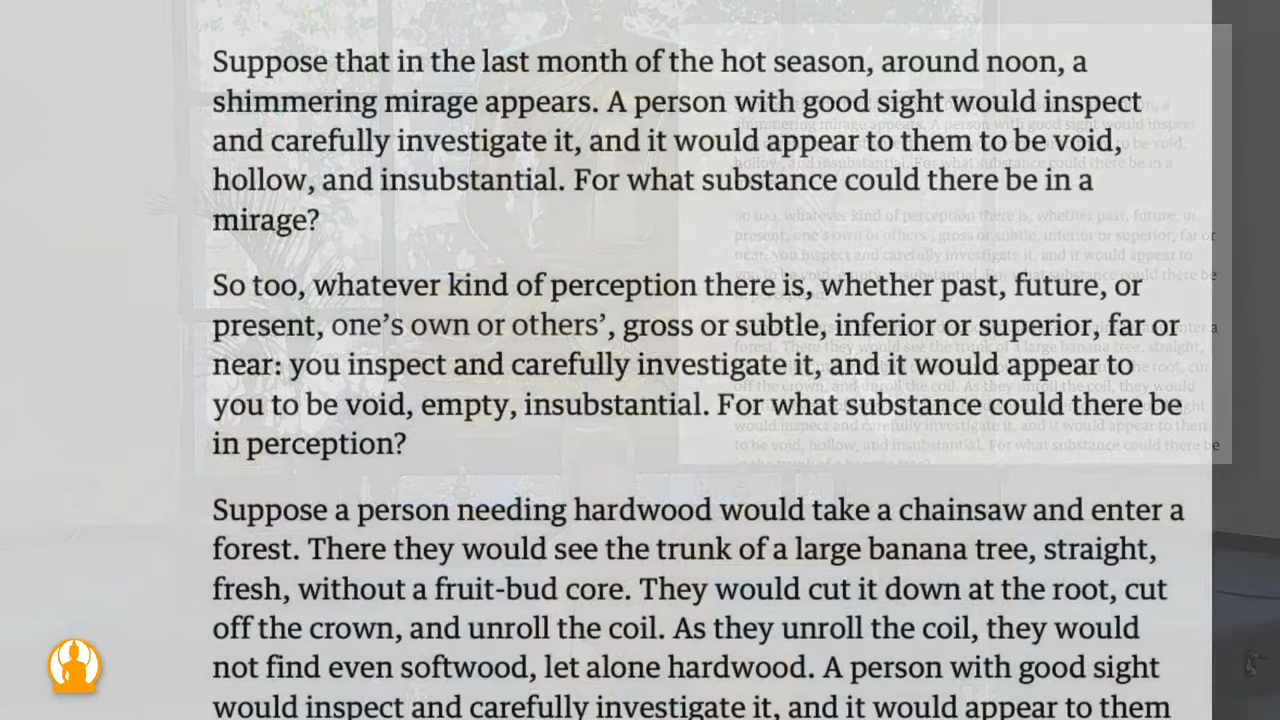 Suppose that in the last month of the hot season, around noon, a
shimmering mirage appears. A person with good sight would inspect
and carefully investigate it, and it would appear to them to be void,
hollow, and insubstantial. For what substance could there be in a
mirage?
So too, whatever kind of perception there is, whether past, future, or
present, one’s own or others’, gross or subtle, inferior or superior, far or
near: you inspect and carefully investigate it, and it would appear to
you to be void, empty, insubstantial. For what substance could there be
in perception?
Suppose a person needing hardwood would take a chainsaw and enter a
forest. There they would see the trunk of a large banana tree, straight,
fresh, without a fruit-bud core. They would cut it down at the root, cut
off the crown, and unroll the coil. As they unroll the coil, they would
not find even softwood, let alone hardwood. A person with good sight
would inspect and carefully investigate it, and it would appear to them